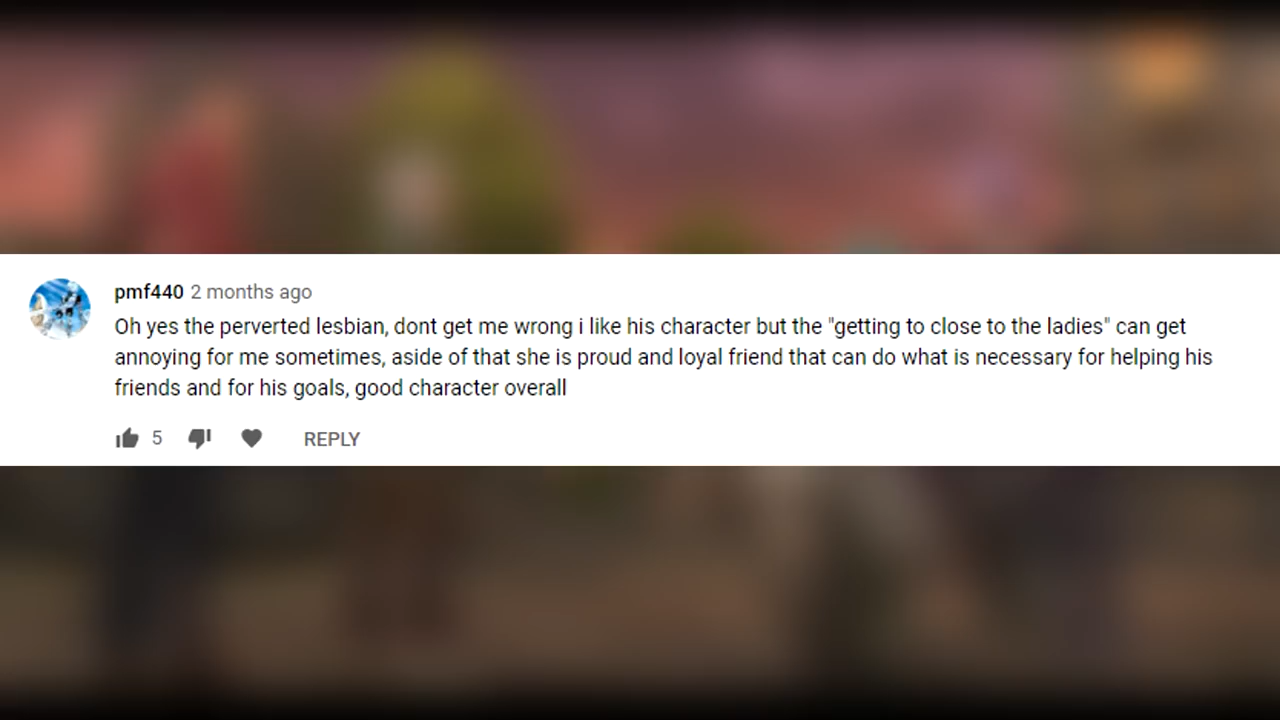 pmf440 2 months ago
Oh yes the perverted lesbian, dont get me wrong i like his character but the "getting to close to the ladies" can get
annoying for me sometimes, aside of that she is proud and loyal friend that can do what is necessary for helping his
friends and for his goals, good character overall
5 REPLY